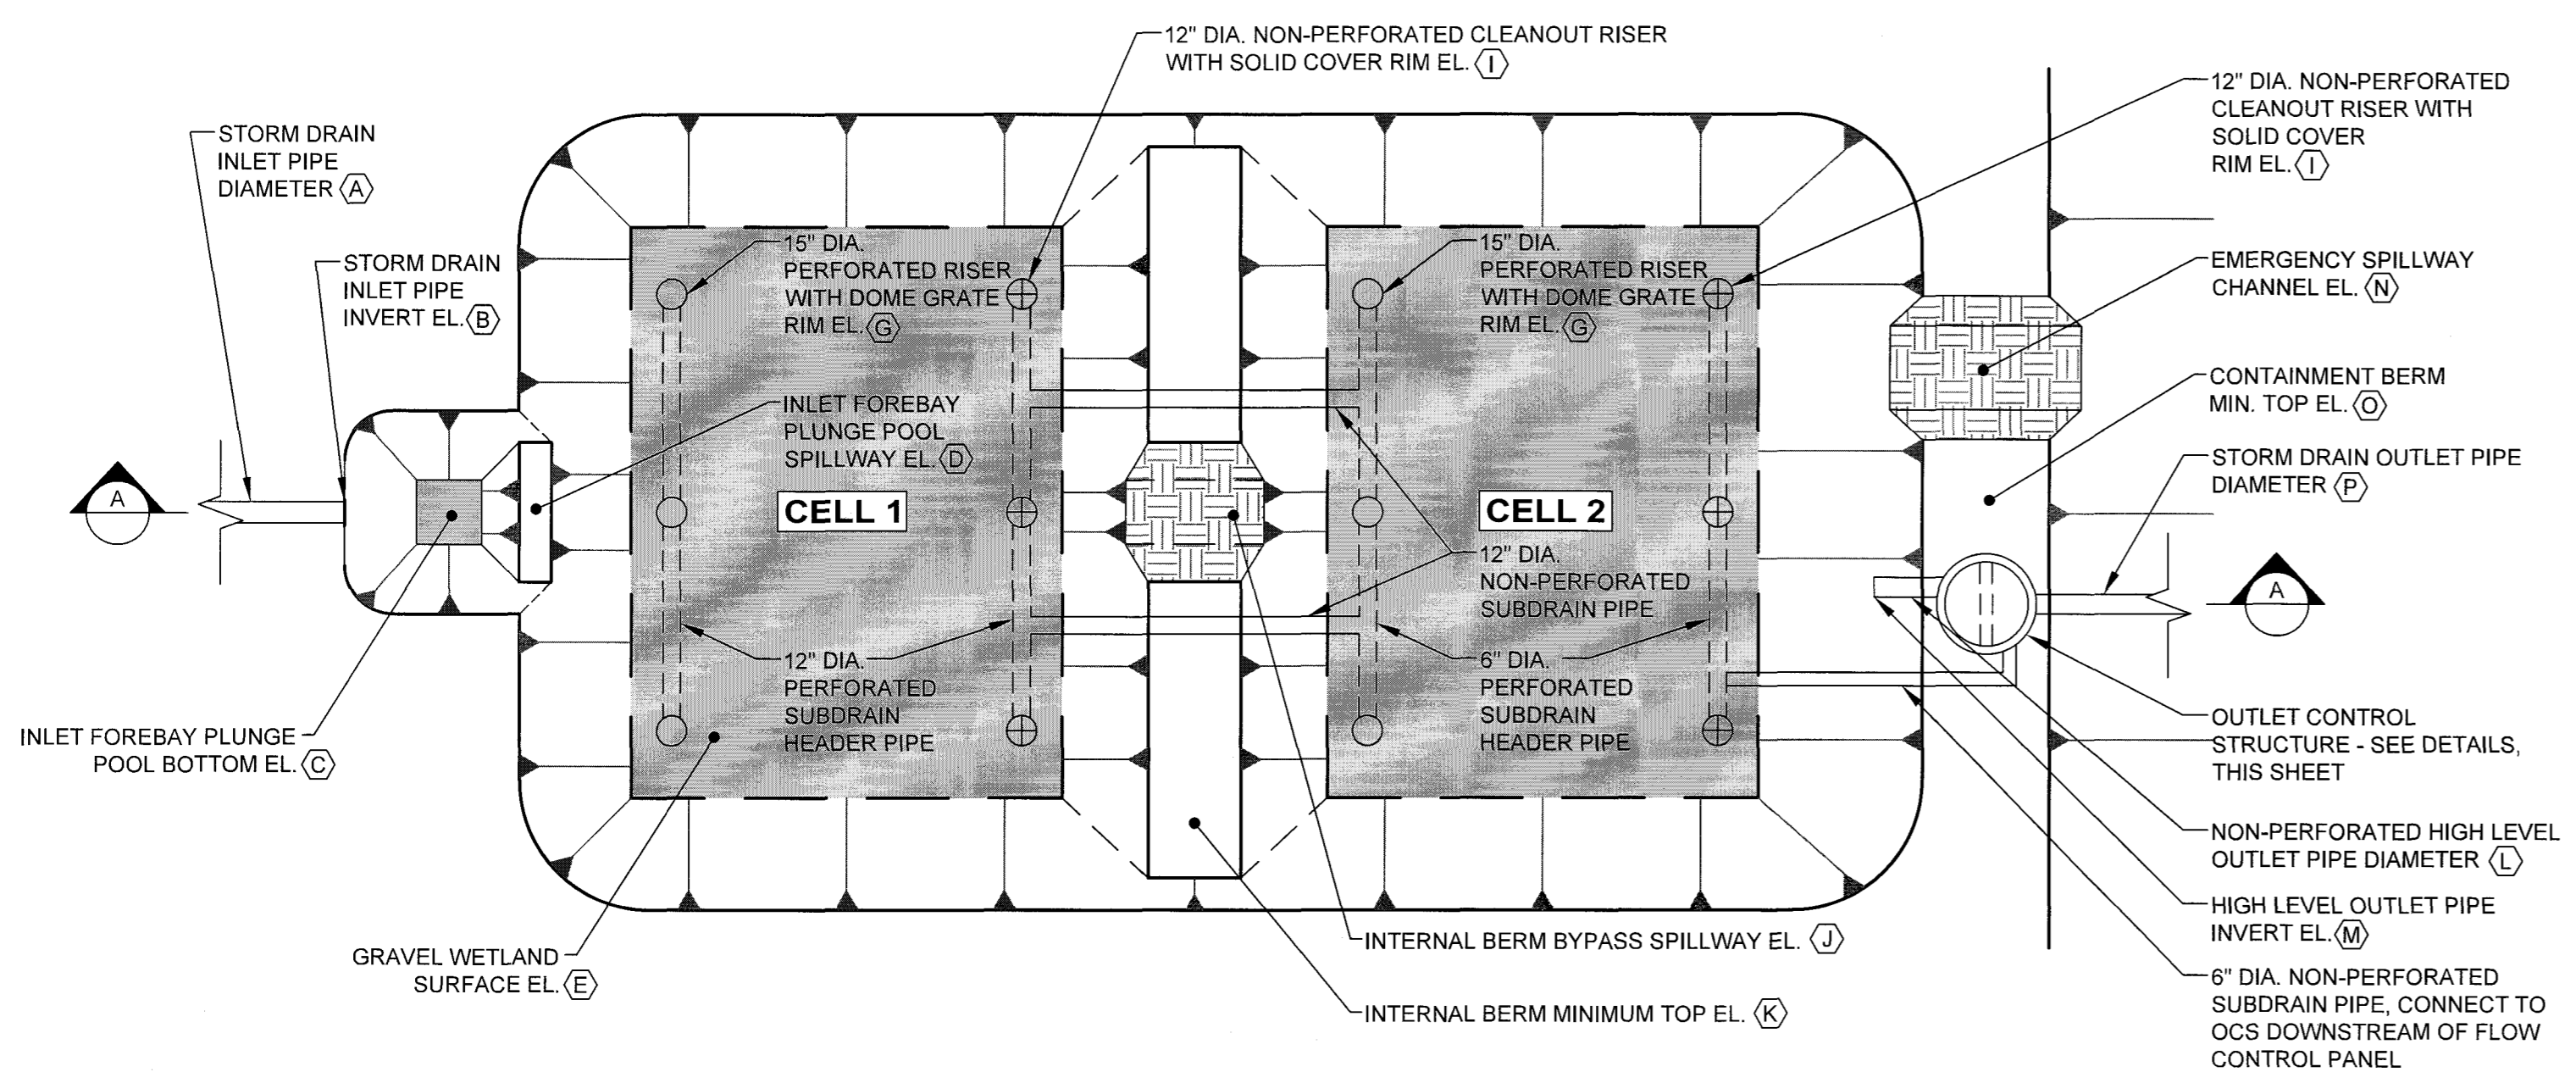 12" DIA. NON-PERFORATED CLEANOUT RISER
WITH SOLID COVER RIM EL. I
12" DIA. NON-PERFORATED
CLEANOUT RISER WITH
SOLID COVER
RIM EL. I
STORM DRAIN
INLET PIPE
DIAMETER A
STORM DRAIN
INLET PIPE
INVERT EL. B
15" DIA.
PERFORATED RISER
WITH DOME GRATE
RIM EL. G
15" DIA.
PERFORATED RISER
WITH DOME GRATE
RIM EL. G
EMERGENCY SPILLWAY
CHANNEL EL. N
CONTAINMENT BERM
MIN. TOP EL. O
INLET FOREBAY
PLUNGE POOL
SPILLWAY EL. D
STORM DRAIN OUTLET PIPE
DIAMETER P
A
CELL 1
CELL 2
12" DIA.
NON-PERFORATED
SUBDRAIN PIPE
A
12" DIA.
PERFORATED
SUBDRAIN
HEADER PIPE
6" DIA.
PERFORATED
SUBDRAIN
HEADER PIPE
INLET FOREBAY PLUNGE
POOL BOTTOM EL. C
OUTLET CONTROL
STRUCTURE - SEE DETAILS,
THIS SHEET
NON-PERFORATED HIGH LEVEL
OUTLET PIPE DIAMETER L
HIGH LEVEL OUTLET PIPE
INVERT EL. M
GRAVEL WETLAND
SURFACE EL. E
INTERNAL BERM BYPASS SPILLWAY EL. J
INTERNAL BERM MINIMUM TOP EL. K
6" DIA. NON-PERFORATED
SUBDRAIN PIPE, CONNECT TO
OCS DOWNSTREAM OF FLOW
CONTROL PANEL